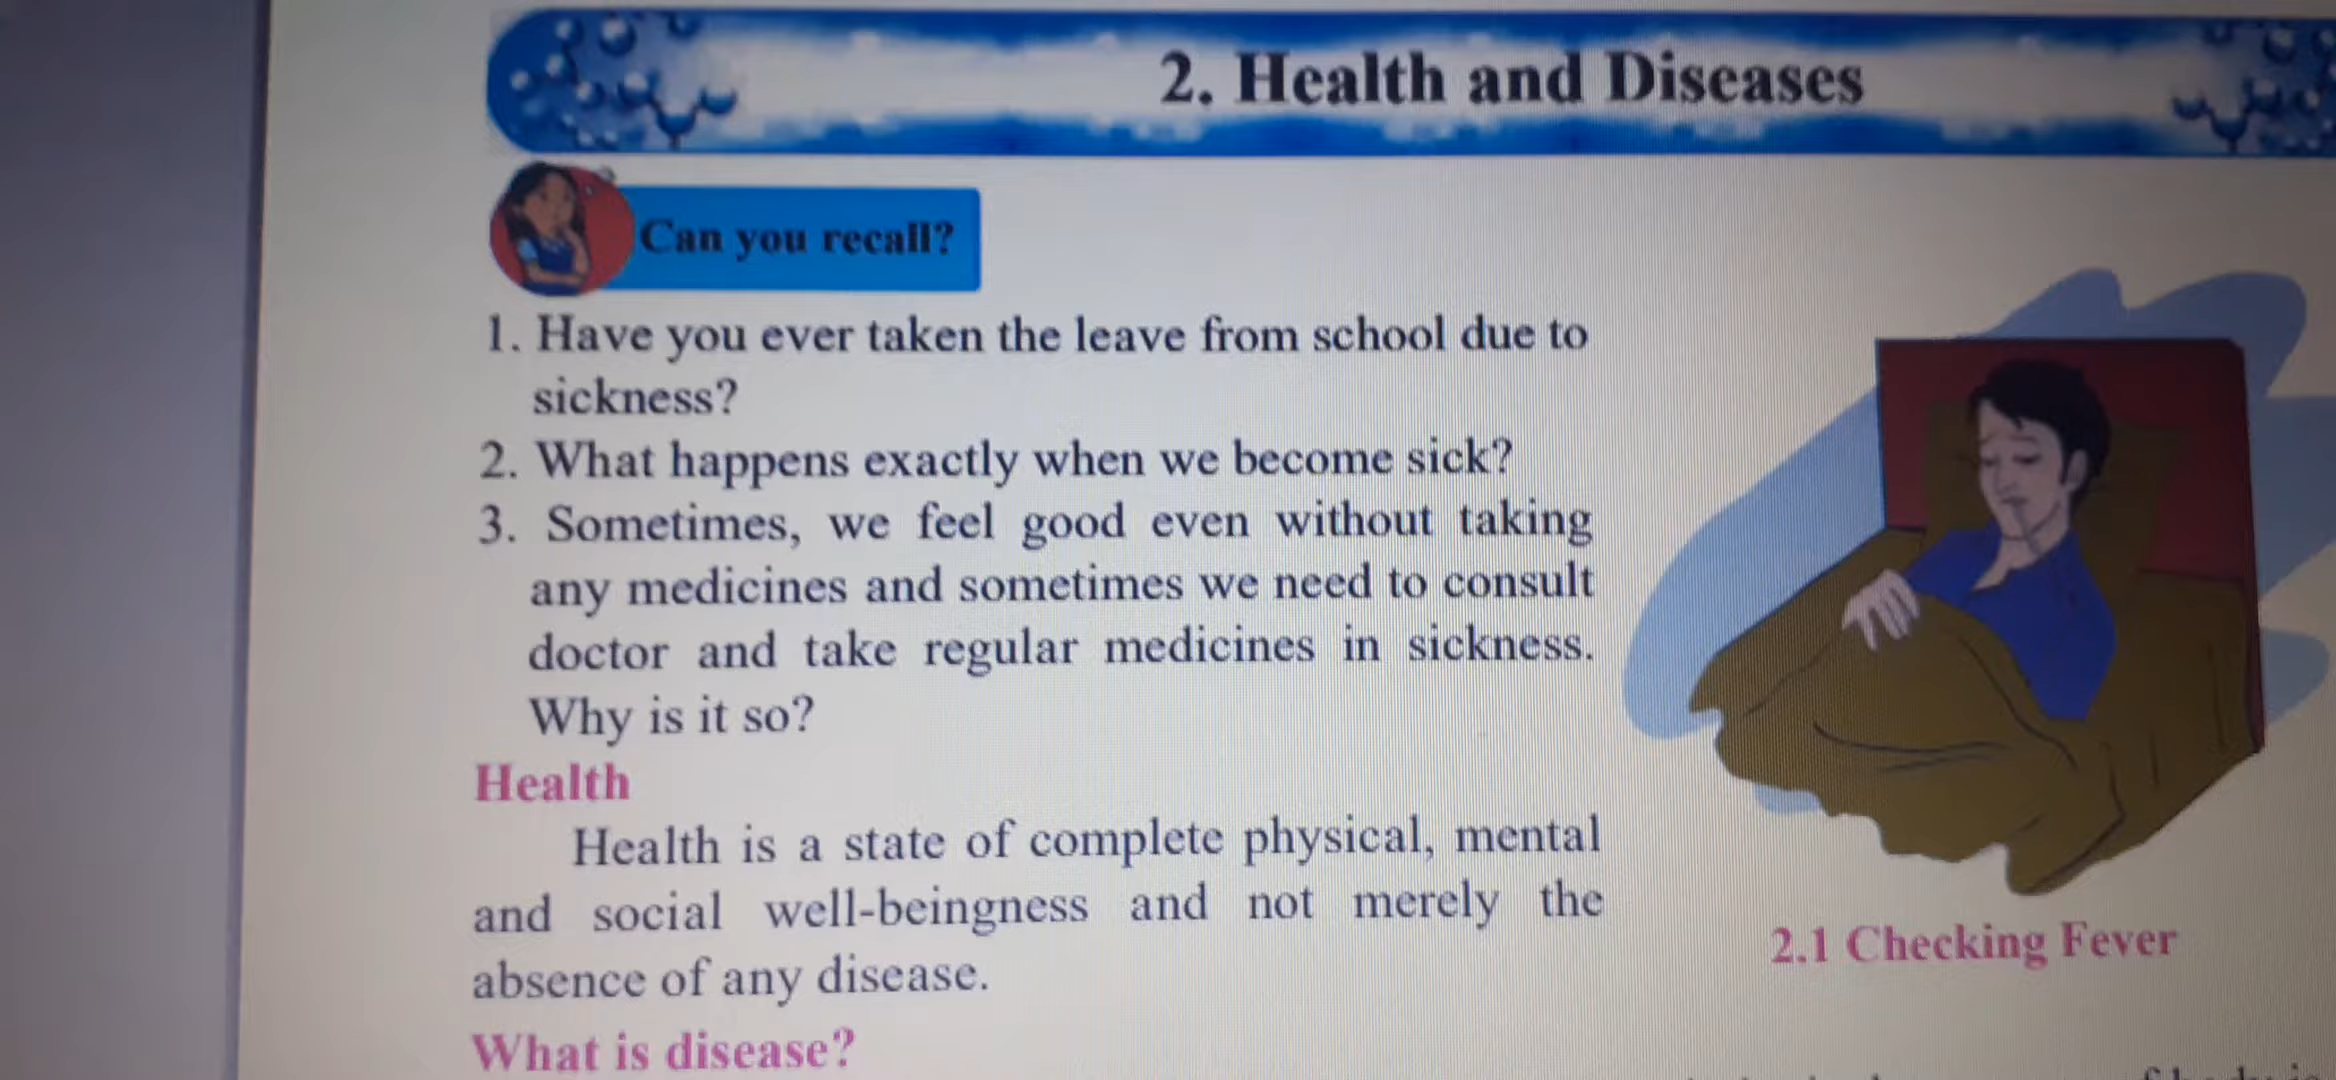 2. Health and Diseases
Can you recall?
1. Have you ever taken the leave from school due to
sickness?
2. What happens exactly when we become sick?
3. Sometimes, we feel good even without taking
any medicines and sometimes we need to consult
doctor and take regular medicines in sickness.
Why is it so?
Health
Health is a state of complete physical, mental
and social well-beingness and not merely the
absence of any disease.
2.1 Checking Fever
What is disease?